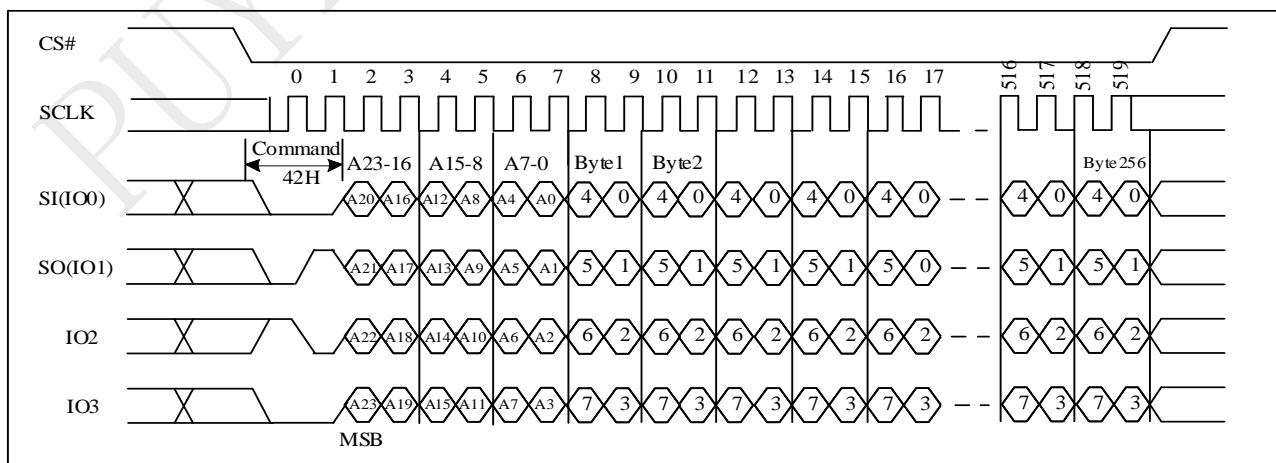 PUY
CS#
0 1 2 3 4 5 6 7 8 9 10 11 12 13 14 15 16 17 516 517 518 519
SCLK
Command
42H
A23-16 A15-8 A7-0 Byte1 Byte2 Byte256
SI(IO0) A20 A16 A12 A8 A4 A0 4 0 4 0 4 0 4 0 4 0 4 0 4 0
SO(IO1) A21 A17 A13 A9 A5 A1 5 1 5 1 5 1 5 1 5 0 5 1 5 1
IO2 A22 A18 A14 A10 A6 A2 6 2 6 2 6 2 6 2 6 2 6 2 6 2
IO3 A23 A19 A15 A11 A7 A3 7 3 7 3 7 3 7 3 7 3 7 3 7 3
MSB